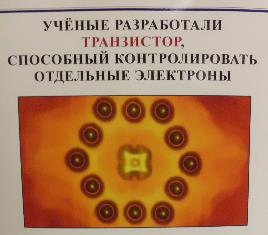 УЧЁНЫЕ РАЗРАБОТАЛИ
ТРАНЗИСТОР,
СПОСОБНЫЙ КОНТРОЛИРОВАТЬ
ОТДЕЛЬНЫЕ ЭЛЕКТРОНЫ